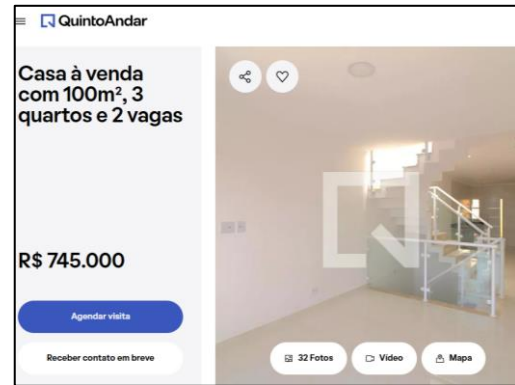 QuintoAndar
Casa à venda
com 100m², 3
quartos e 2 vagas
R$ 745.000
Agendar visita
Receber contato em breve
32 Fotos
Vídeo
Mapa